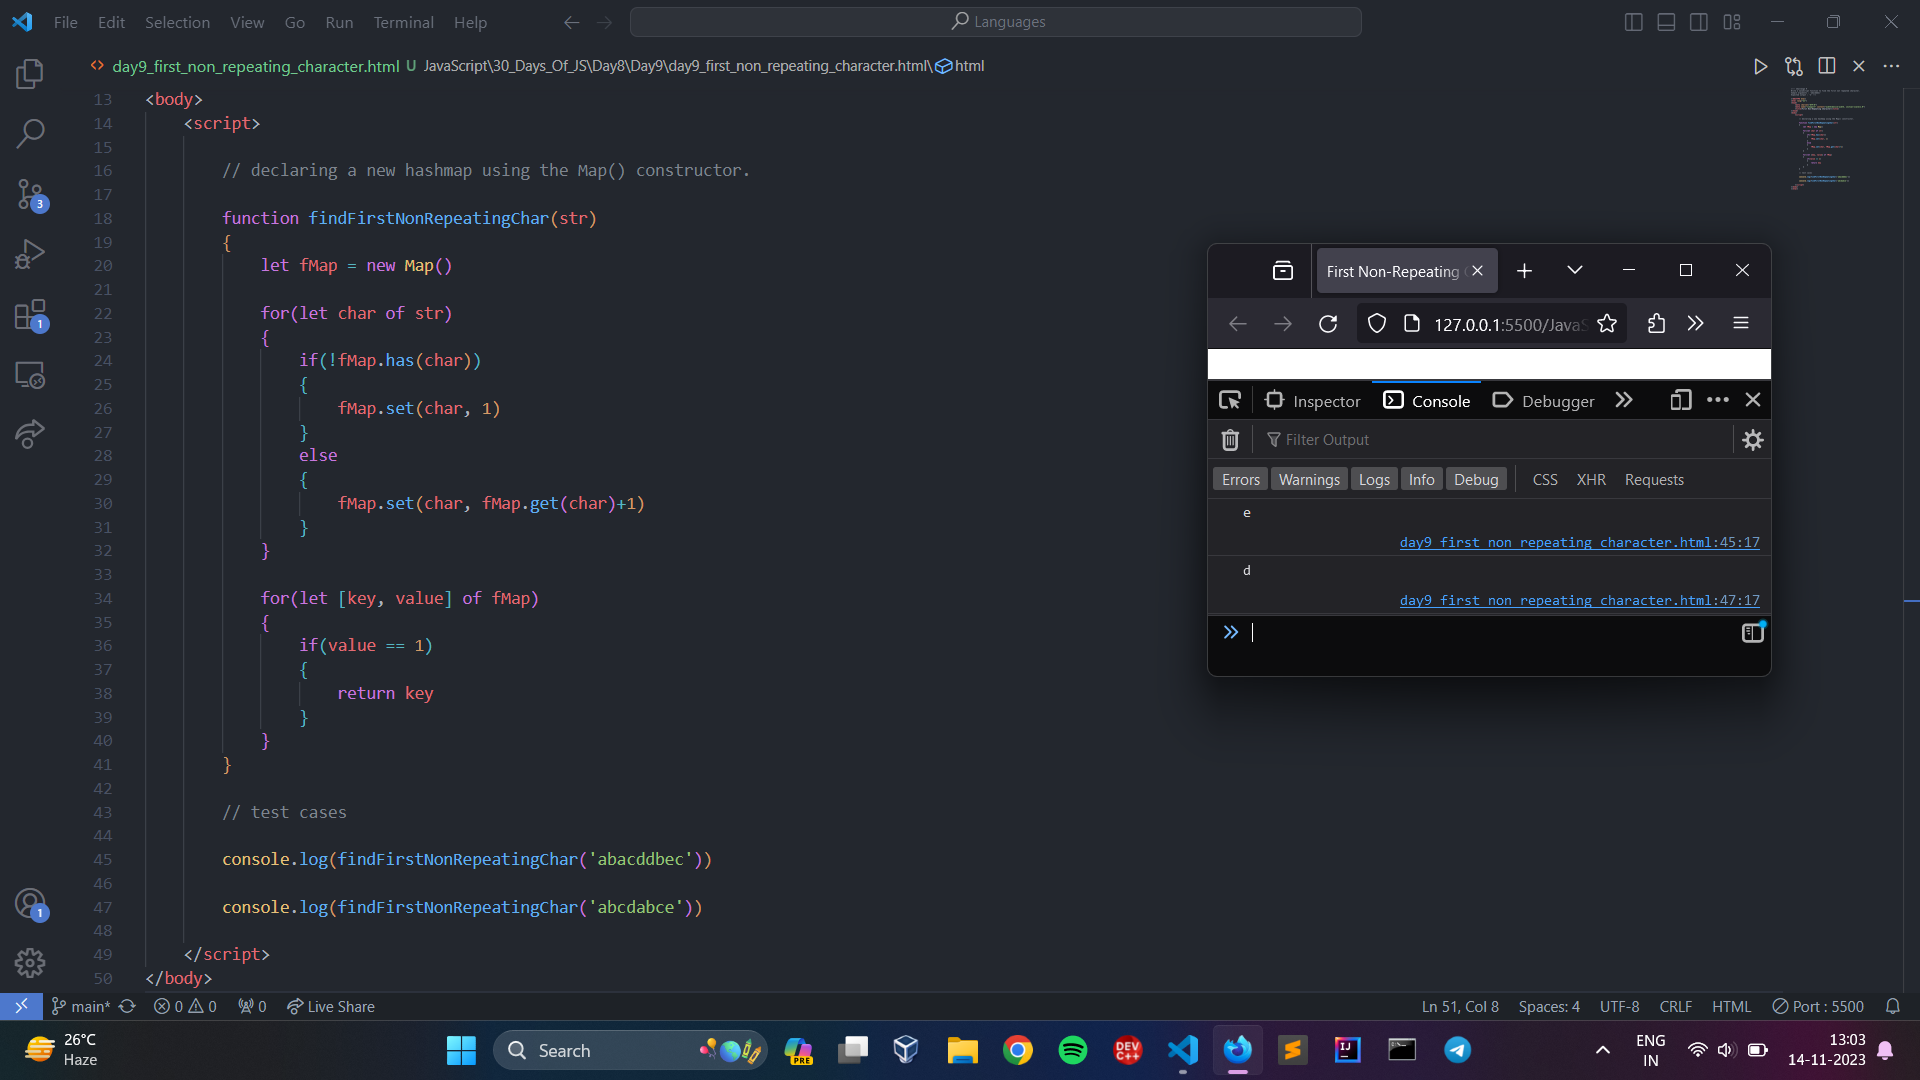 File Edit Selection View Go Run Terminal Help
Languages
day9_first_non_repeating_character.html U JavaScript\30_Days_Of_JS\Day8\Day9\day9_first_non_repeating_character.html\html
13 <body>
14 <script>
15
16 // declaring a new hashmap using the Map() constructor.
17
18 function findFirstNonRepeatingChar(str)
19 {
20 let fMap = new Map()
21
22 for(let char of str)
23 {
24 if(!fMap.has(char))
25 {
26 fMap.set(char, 1)
27 }
28 else
29 {
30 fMap.set(char, fMap.get(char)+1)
31 }
32 }
33
34 for(let [key, value] of fMap)
35 {
36 if(value == 1)
37 {
38 return key
39 }
40 }
41 }
42
43 // test cases
44
45 console.log(findFirstNonRepeatingChar('abacddbec'))
46
47 console.log(findFirstNonRepeatingChar('abcdabce'))
48
49 </script>
50 </body>
3
1
1
First Non-Repeating
127.0.0.1:5500/JavaS
Inspector Console Debugger
Filter Output
Errors Warnings Logs Info Debug CSS XHR Requests
e
day9_first_non_repeating_character.html:45:17
d
day9_first_non_repeating_character.html:47:17
main* 0 0 0 Live Share
Ln 51, Col 8 Spaces: 4 UTF-8 CRLF HTML Port : 5500
26°C
Haze
Search
PRE
DEV
C++
IJ
ENG
IN
13:03
14-11-2023